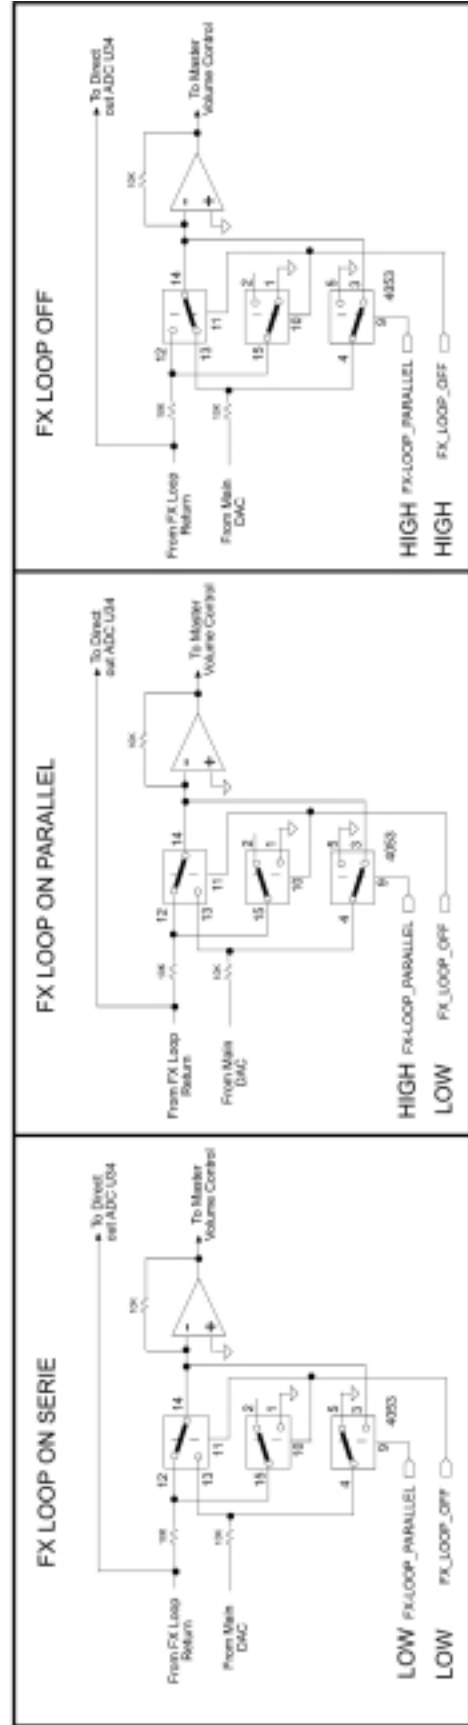 FX LOOP ON SERIE
To Direct
out ADC U34
10K
From FX Loop
Return
10K
12
14
To Master
Volume Control
-
+
13
11
From Main
DAC
10K
15
2
1
10
4
5
3
9
4053
LOW FX-LOOP_PARALLEL
LOW FX_LOOP_OFF
FX LOOP ON PARALLEL
To Direct
out ADC U34
10K
From FX Loop
Return
10K
12
14
To Master
Volume Control
-
+
13
11
From Main
DAC
10K
15
2
1
10
4
5
3
9
4053
HIGH FX-LOOP_PARALLEL
LOW FX_LOOP_OFF
FX LOOP OFF
To Direct
out ADC U34
10K
From FX Loop
Return
10K
12
14
To Master
Volume Control
-
+
13
11
From Main
DAC
10K
15
2
1
10
4
5
3
9
4053
HIGH FX-LOOP_PARALLEL
HIGH FX_LOOP_OFF